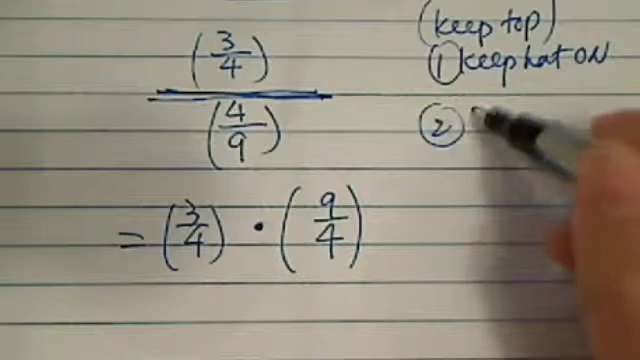 (3/4)
(4/9)
= (3/4) · (9/4)
(keep top)
① keep hat ON
②